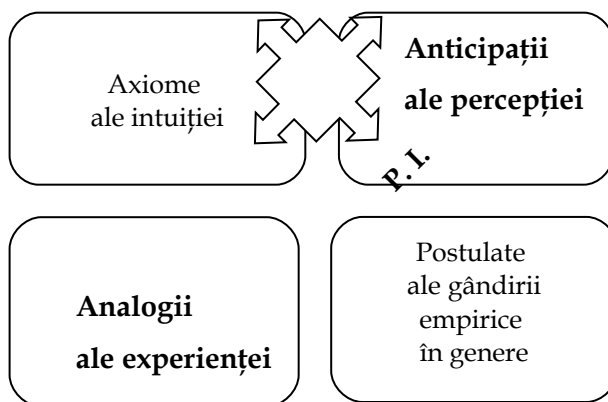 Axiome
ale intuiției
Anticipații
ale percepției
P. I.
Analogii
ale experienței
Postulate
ale gândirii
empirice
în genere